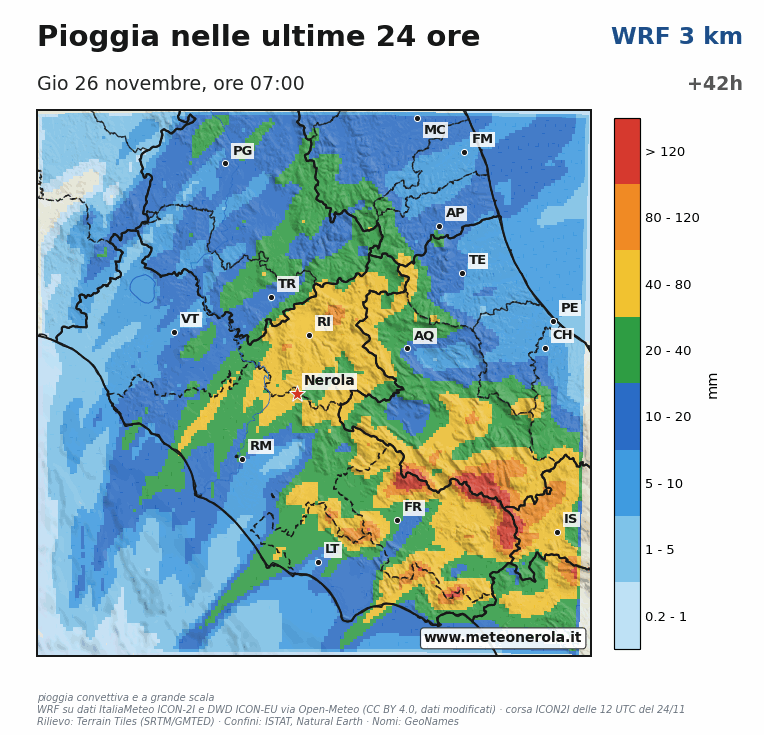 Pioggia nelle ultime 24 ore
WRF 3 km
Gio 26 novembre, ore 07:00
+42h
MC
FM
PG
AP
TE
TR
PE
VT
RI
AQ
CH
Nerola
RM
FR
IS
LT
www.meteonerola.it
> 120
80 - 120
40 - 80
20 - 40
10 - 20
5 - 10
1 - 5
0.2 - 1
mm
pioggia convettiva e a grande scala
WRF su dati ItaliaMeteo ICON-2I e DWD ICON-EU via Open-Meteo (CC BY 4.0, dati modificati) · corsa ICON2I delle 12 UTC del 24/11
Rilievo: Terrain Tiles (SRTM/GMTED) · Confini: ISTAT, Natural Earth · Nomi: GeoNames